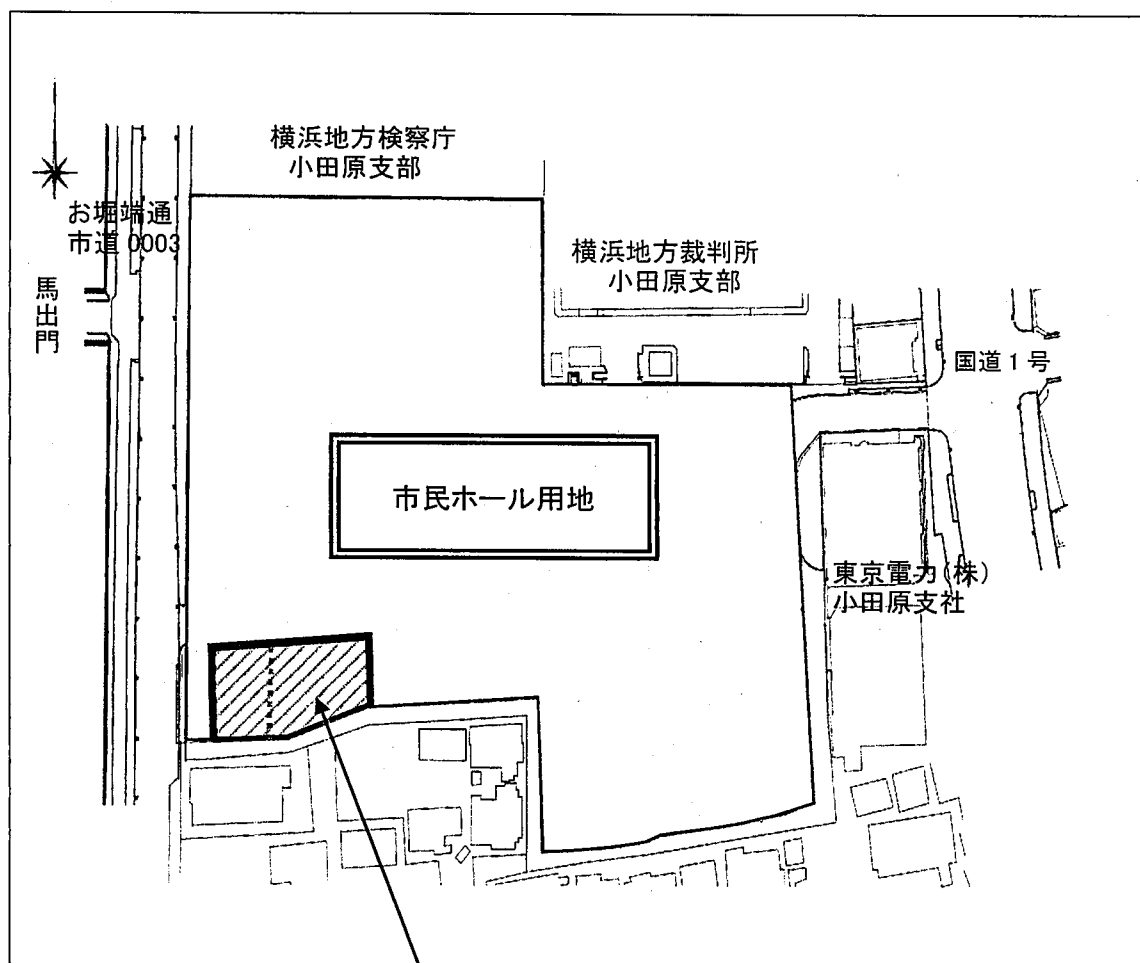 横浜地方検察庁
小田原支部
お堀端通
市道 0003
横浜地方裁判所
小田原支部
馬出門
国道1号
市民ホール用地
東京電力(株)
小田原支社